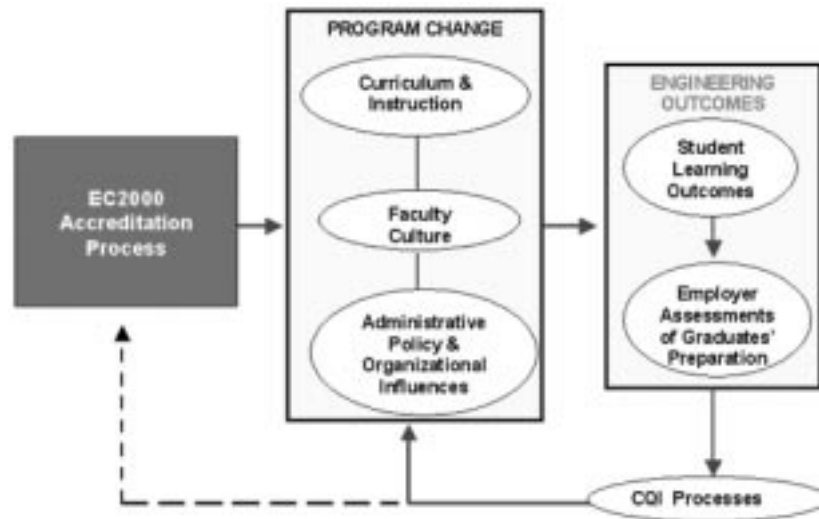 PROGRAM CHANGE
Curriculum &
Instruction
Faculty
Culture
Administrative
Policy &
Organizational
Influences
EC2000
Accreditation
Process
ENGINEERING
OUTCOMES
Student
Learning
Outcomes
Employer
Assessments
of Graduates'
Preparation
CQI Processes